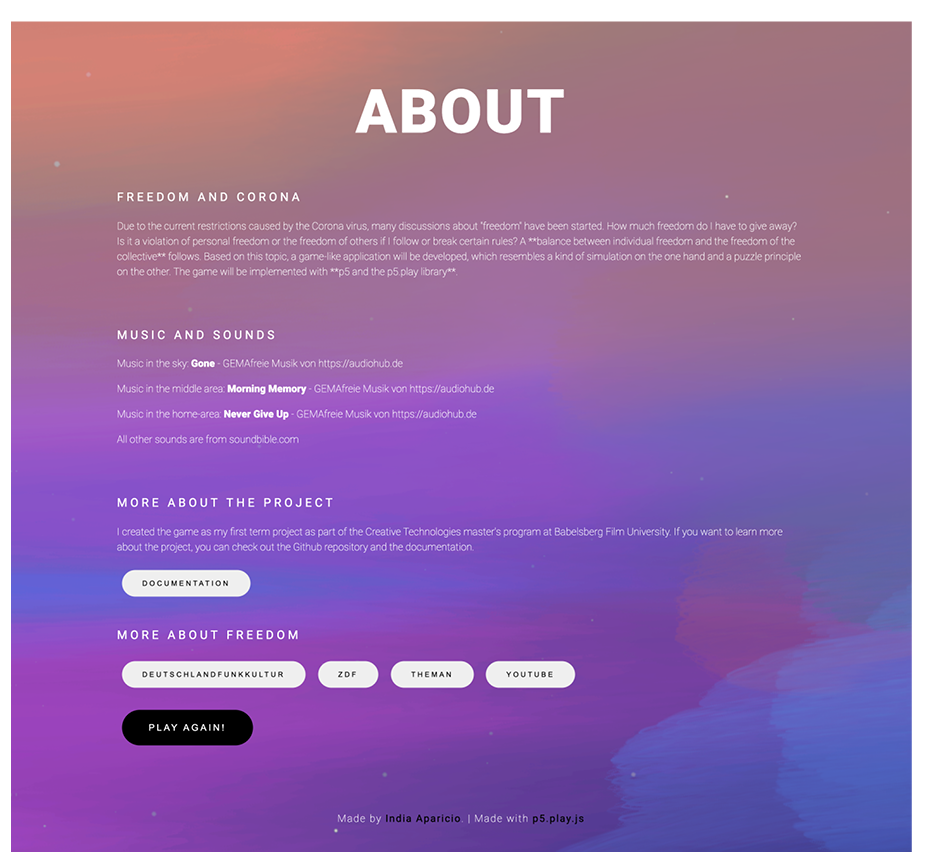 ABOUT
FREEDOM AND CORONA
Due to the current restrictions caused by the Corona virus, many discussions about "freedom" have been started. How much freedom do I have to give away?
Is it a violation of personal freedom or the freedom of others if I follow or break certain rules? A **balance between individual freedom and the freedom of the
collective** follows. Based on this topic, a game-like application will be developed, which resembles a kind of simulation on the one hand and a puzzle principle
on the other. The game will be implemented with **p5 and the p5.play library**.
MUSIC AND SOUNDS
Music in the sky: Gone - GEMAfreie Musik von https://audiohub.de
Music in the middle area: Morning Memory - GEMAfreie Musik von https://audiohub.de
Music in the home-area: Never Give Up - GEMAfreie Musik von https://audiohub.de
All other sounds are from soundbible.com
MORE ABOUT THE PROJECT
I created the game as my first term project as part of the Creative Technologies master's program at Babelsberg Film University. If you want to learn more
about the project, you can check out the Github repository and the documentation.
DOCUMENTATION
MORE ABOUT FREEDOM
DEUTSCHLANDFUNKKULTUR ZDF THEMAN YOUTUBE
PLAY AGAIN!
Made by India Aparicio. | Made with p5.play.js